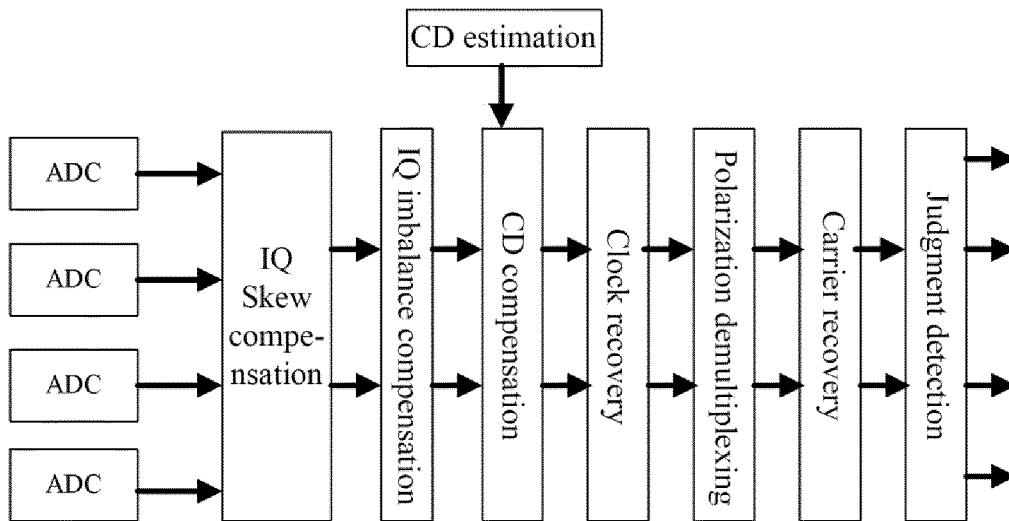 CD estimation
ADC
ADC
ADC
ADC
IQ
Skew
compe-
nsation
IQ imbalance compensation
CD compensation
Clock recovery
Polarization demultiplexing
Carrier recovery
Judgment detection